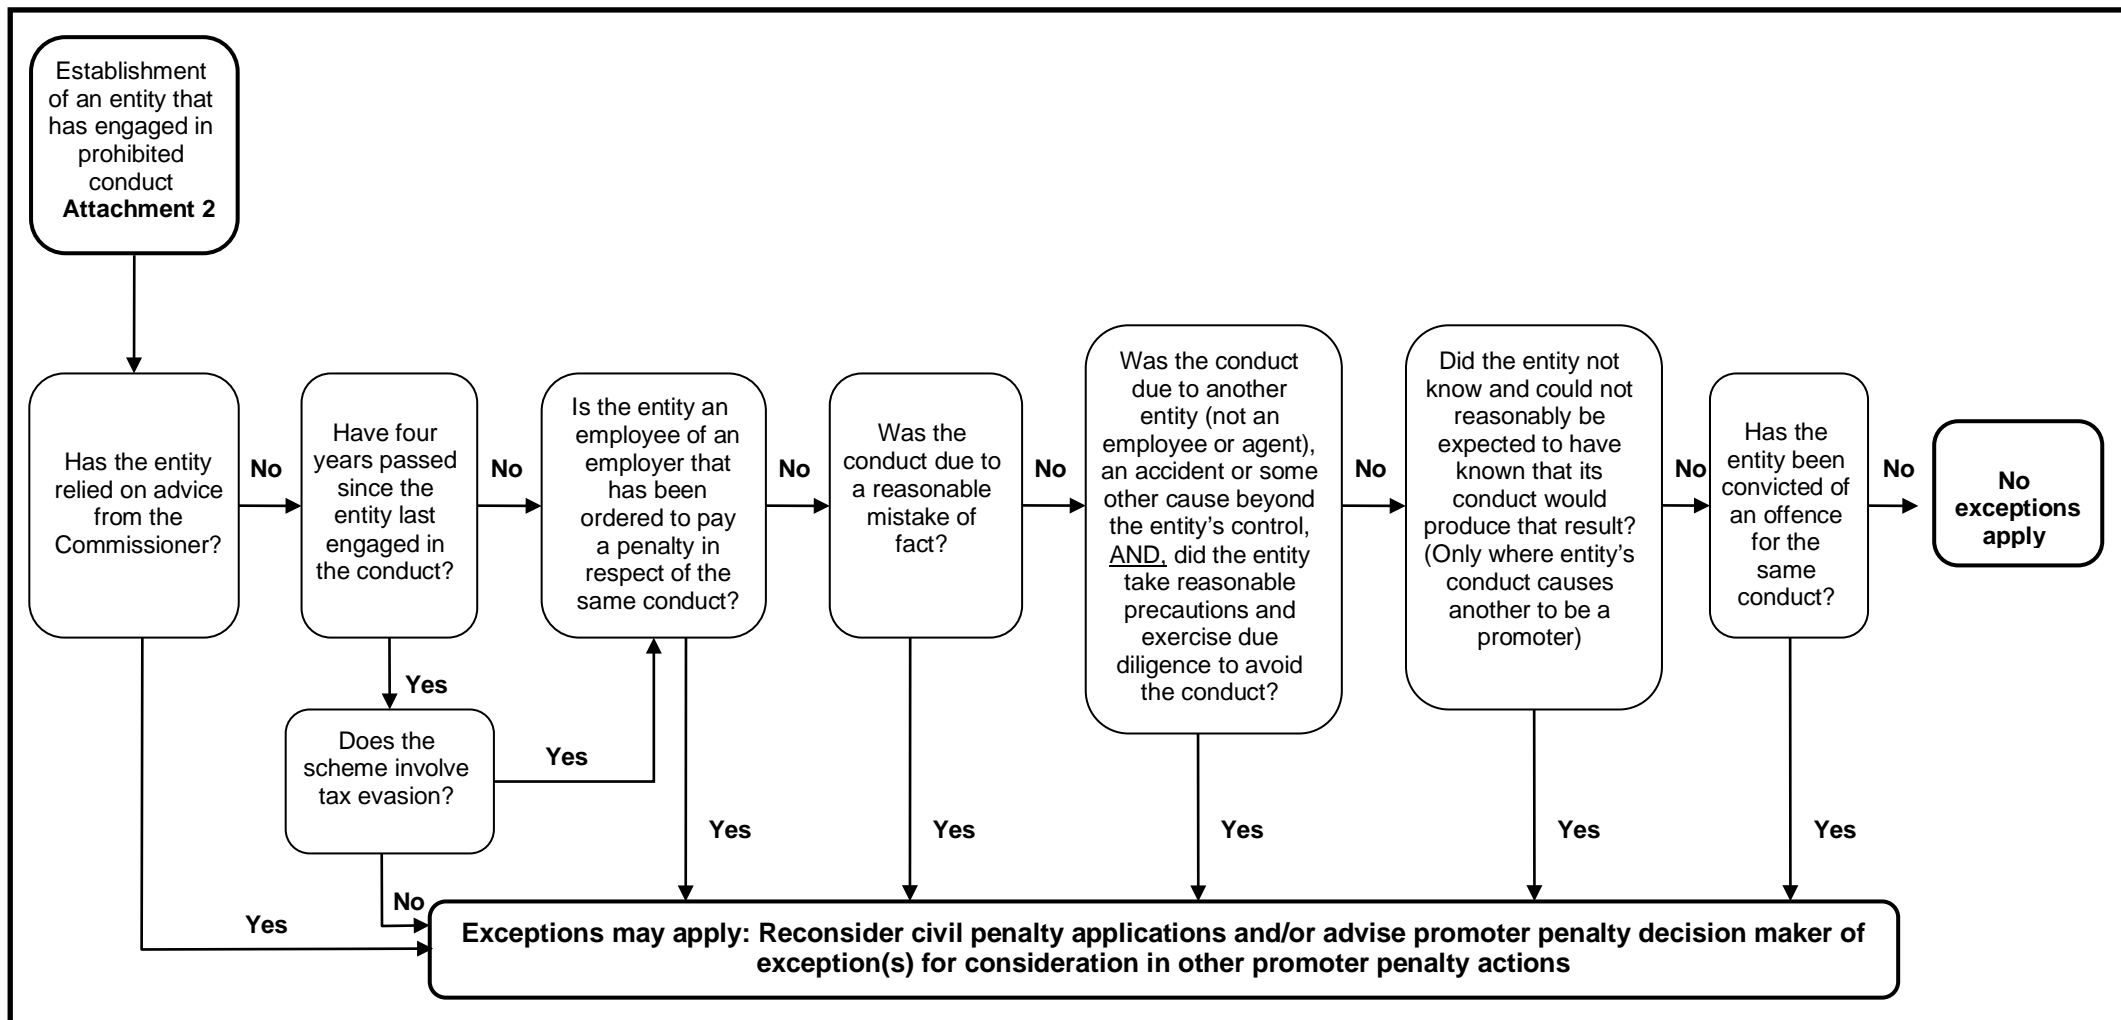 Establishment
of an entity that
has engaged in
prohibited
conduct
Attachment 2
Has the entity
relied on advice
from the
Commissioner?
No
Have four
years passed
since the
entity last
engaged in
the conduct?
No
Is the entity an
employee of an
employer that
has been
ordered to pay
a penalty in
respect of the
same conduct?
No
Was the
conduct due to
a reasonable
mistake of
fact?
No
Was the conduct
due to another
entity (not an
employee or agent),
an accident or some
other cause beyond
the entity's control,
AND, did the entity
take reasonable
precautions and
exercise due
diligence to avoid
the conduct?
No
Did the entity not
know and could not
reasonably be
expected to have
known that its
conduct would
produce that result?
(Only where entity's
conduct causes
another to be a
promoter)
No
Has the
entity been
convicted of
an offence
for the
same
conduct?
No
No
exceptions
apply
Yes
Does the
scheme involve
tax evasion?
Yes
Yes
Yes
Yes
Yes
Yes
No
Yes
Exceptions may apply: Reconsider civil penalty applications and/or advise promoter penalty decision maker of
exception(s) for consideration in other promoter penalty actions